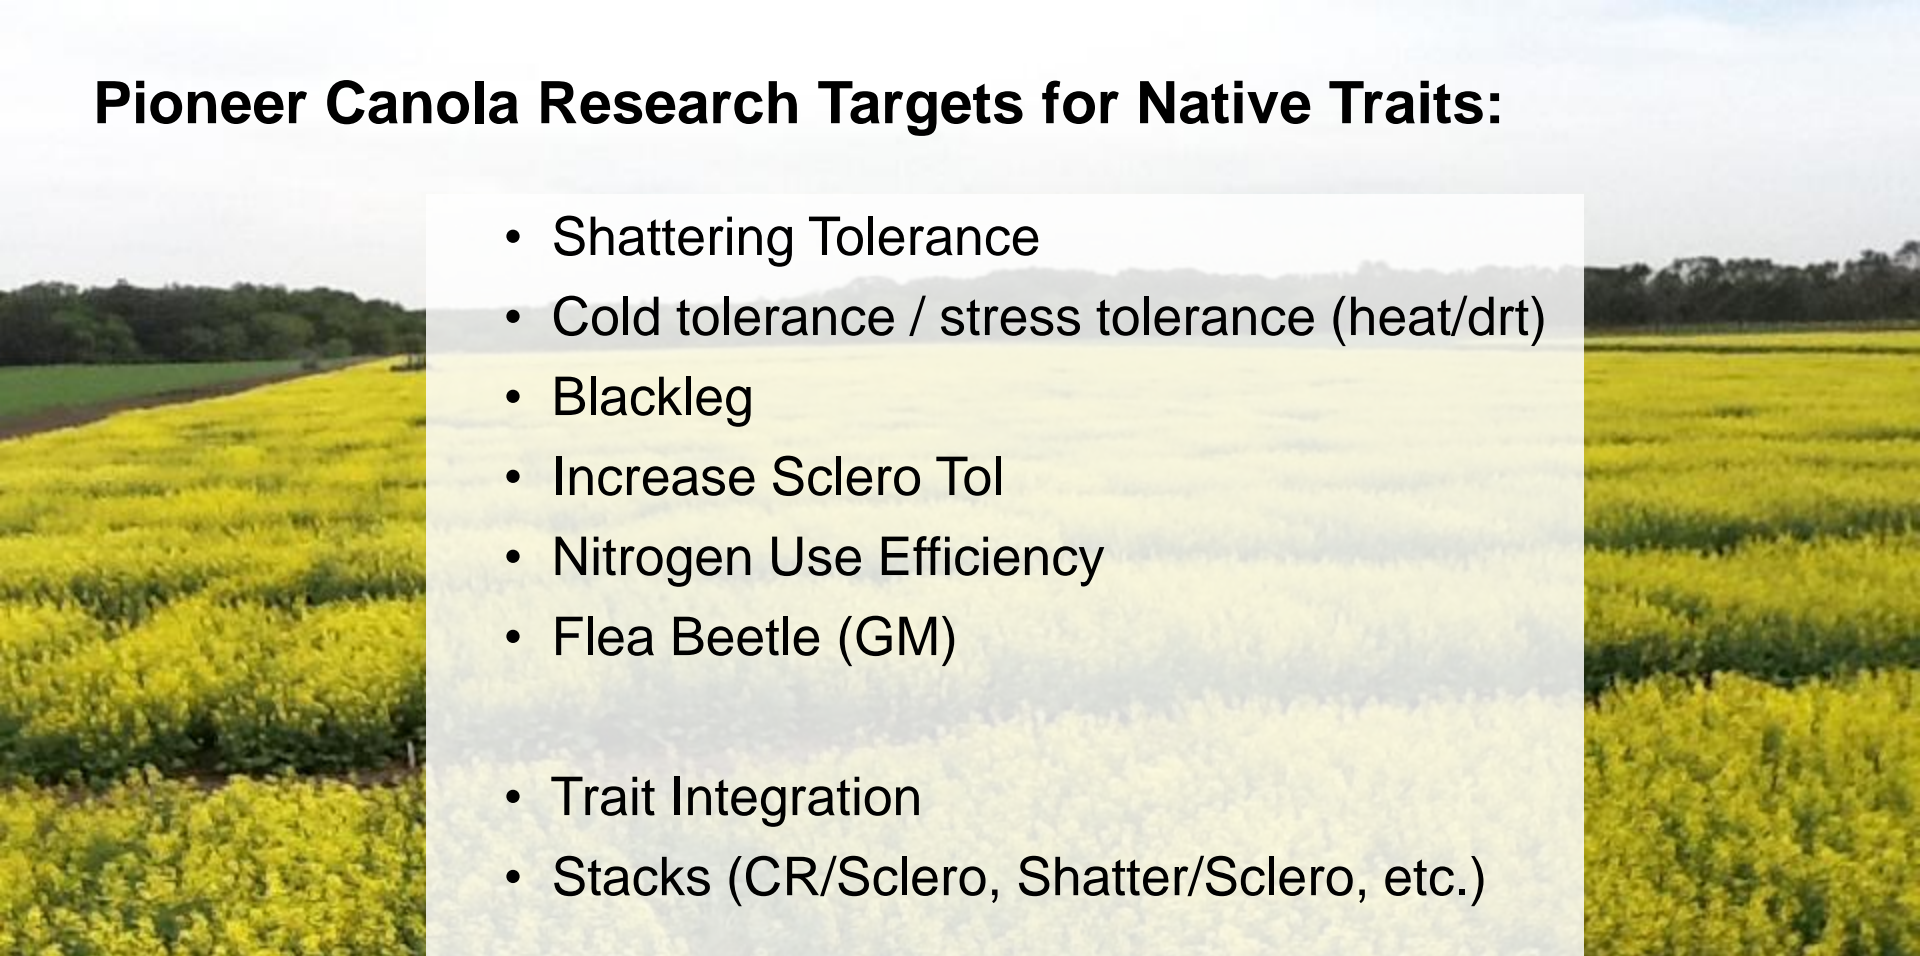 Pioneer Canola Research Targets for Native Traits:
• Shattering Tolerance
• Cold tolerance / stress tolerance (heat/drt)
• Blackleg
• Increase Sclero Tol
• Nitrogen Use Efficiency
• Flea Beetle (GM)
• Trait Integration
• Stacks (CR/Sclero, Shatter/Sclero, etc.)